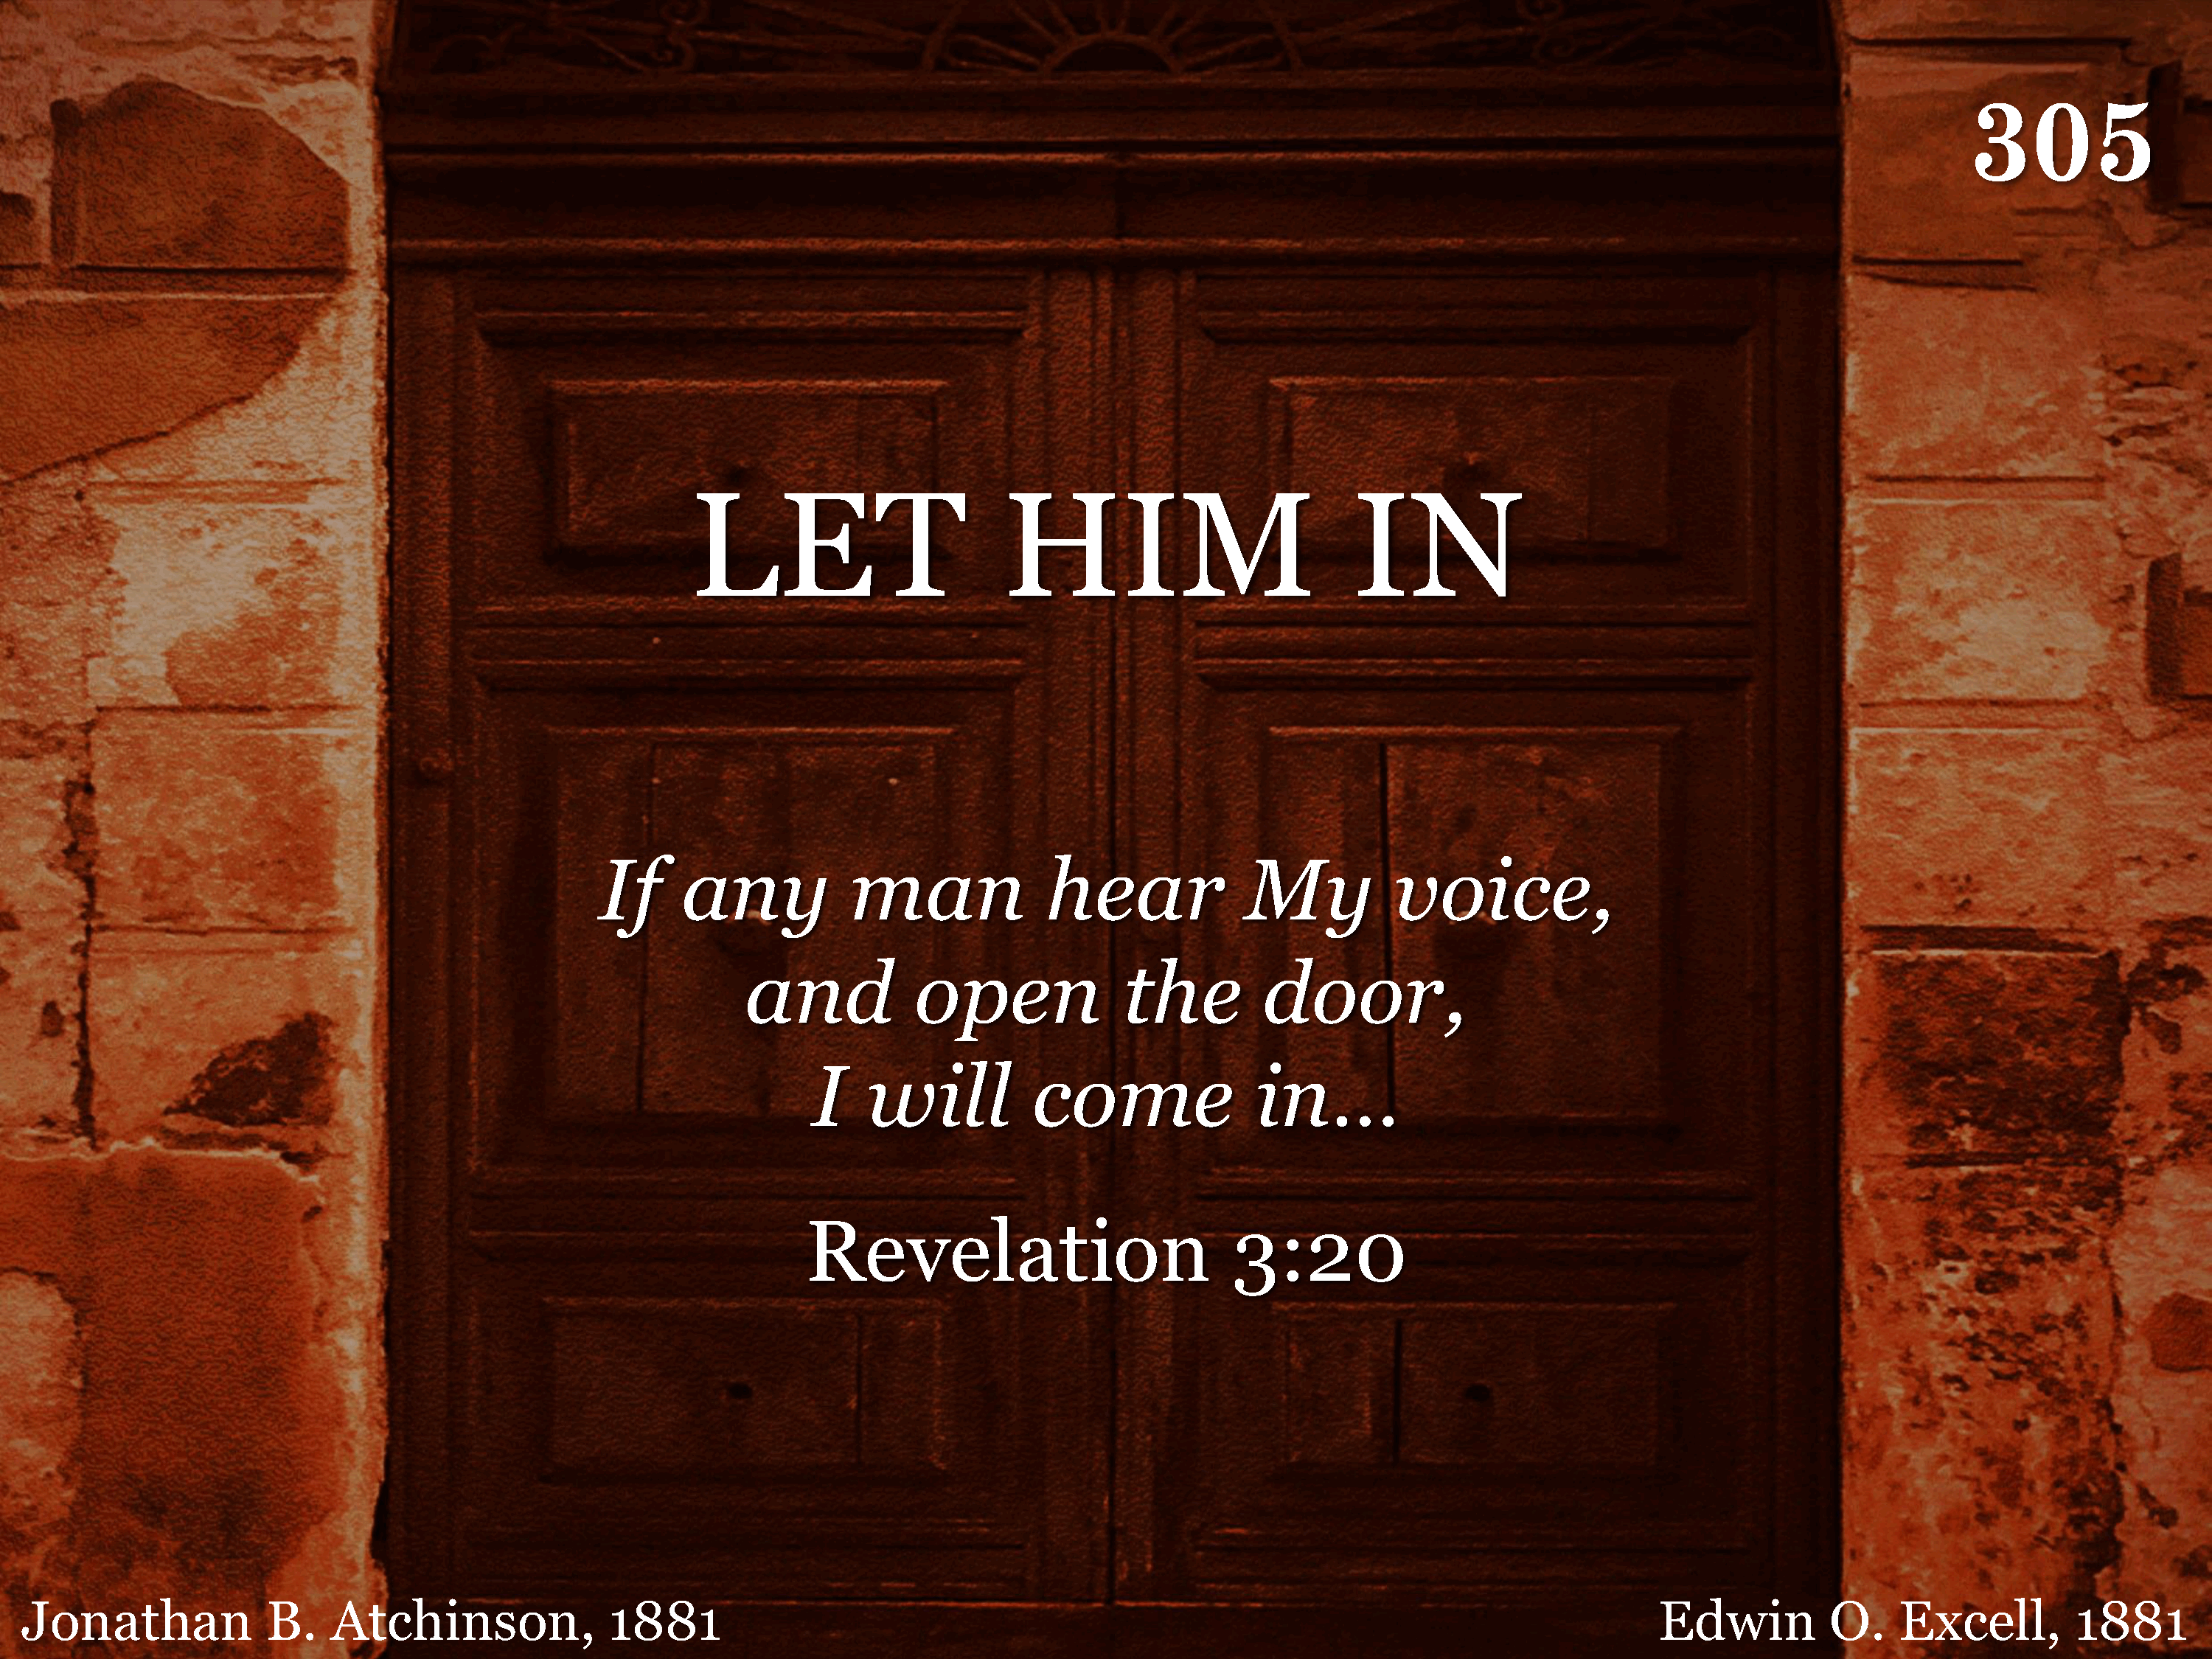 305
LET HIM IN
If any man hear My voice,
and open the door,
I will come in…
Revelation 3:20
Jonathan B. Atchinson, 1881
Edwin O. Excell, 1881